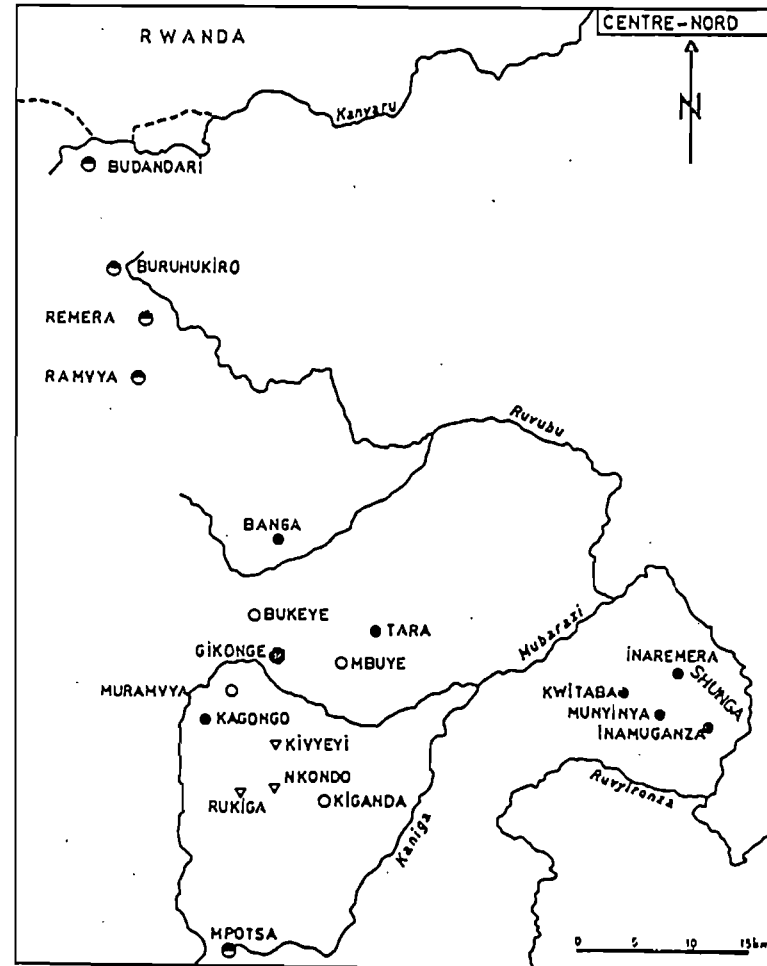 CENTRE-NORD
RWANDA
N
Kanyaru
BUDANDARI
BURUHUKIRO
REMERA
RAMVYA
Ruvubu
BANGA
BUKEYE
TARA
Mubarazi
GIKONGE
MBUYE
INAREMERA
SHUNGA
MURAMVYA
KWITABA
KAGONGO
MUNYINYA
INAMUGANZA
KIVYEYI
NKONDO
RUKIGA
KIGANDA
Ruvyironza
Kaniga
MPOTSA
0 5 10 15km